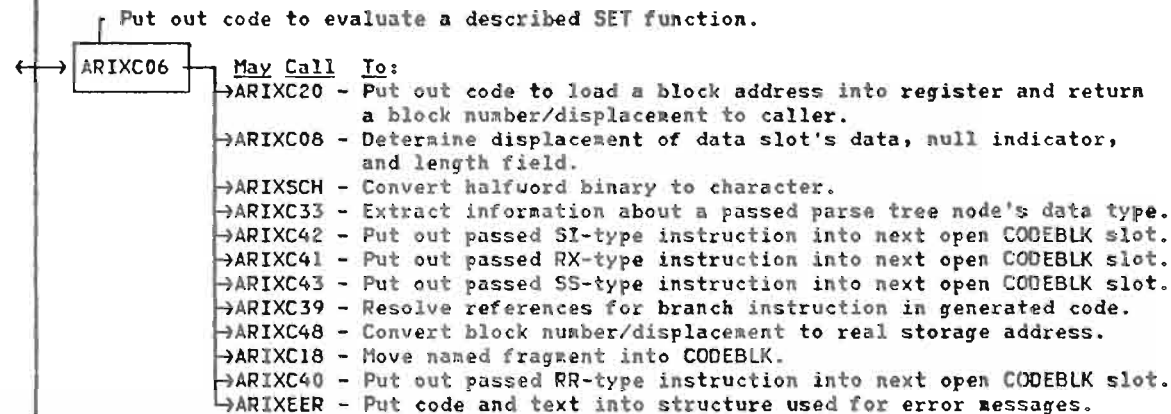 Put out code to evaluate a described SET function.
ARIXC06 May Call To:
ARIXC20 - Put out code to load a block address into register and return
a block number/displacement to caller.
ARIXC08 - Determine displacement of data slot's data, null indicator,
and length field.
ARIXSCH - Convert halfword binary to character.
ARIXC33 - Extract information about a passed parse tree node's data type.
ARIXC42 - Put out passed SI-type instruction into next open CODEBLK slot.
ARIXC41 - Put out passed RX-type instruction into next open CODEBLK slot.
ARIXC43 - Put out passed SS-type instruction into next open CODEBLK slot.
ARIXC39 - Resolve references for branch instruction in generated code.
ARIXC48 - Convert block number/displacement to real storage address.
ARIXC18 - Move named fragment into CODEBLK.
ARIXC40 - Put out passed RR-type instruction into next open CODEBLK slot.
ARIXEER - Put code and text into structure used for error messages.